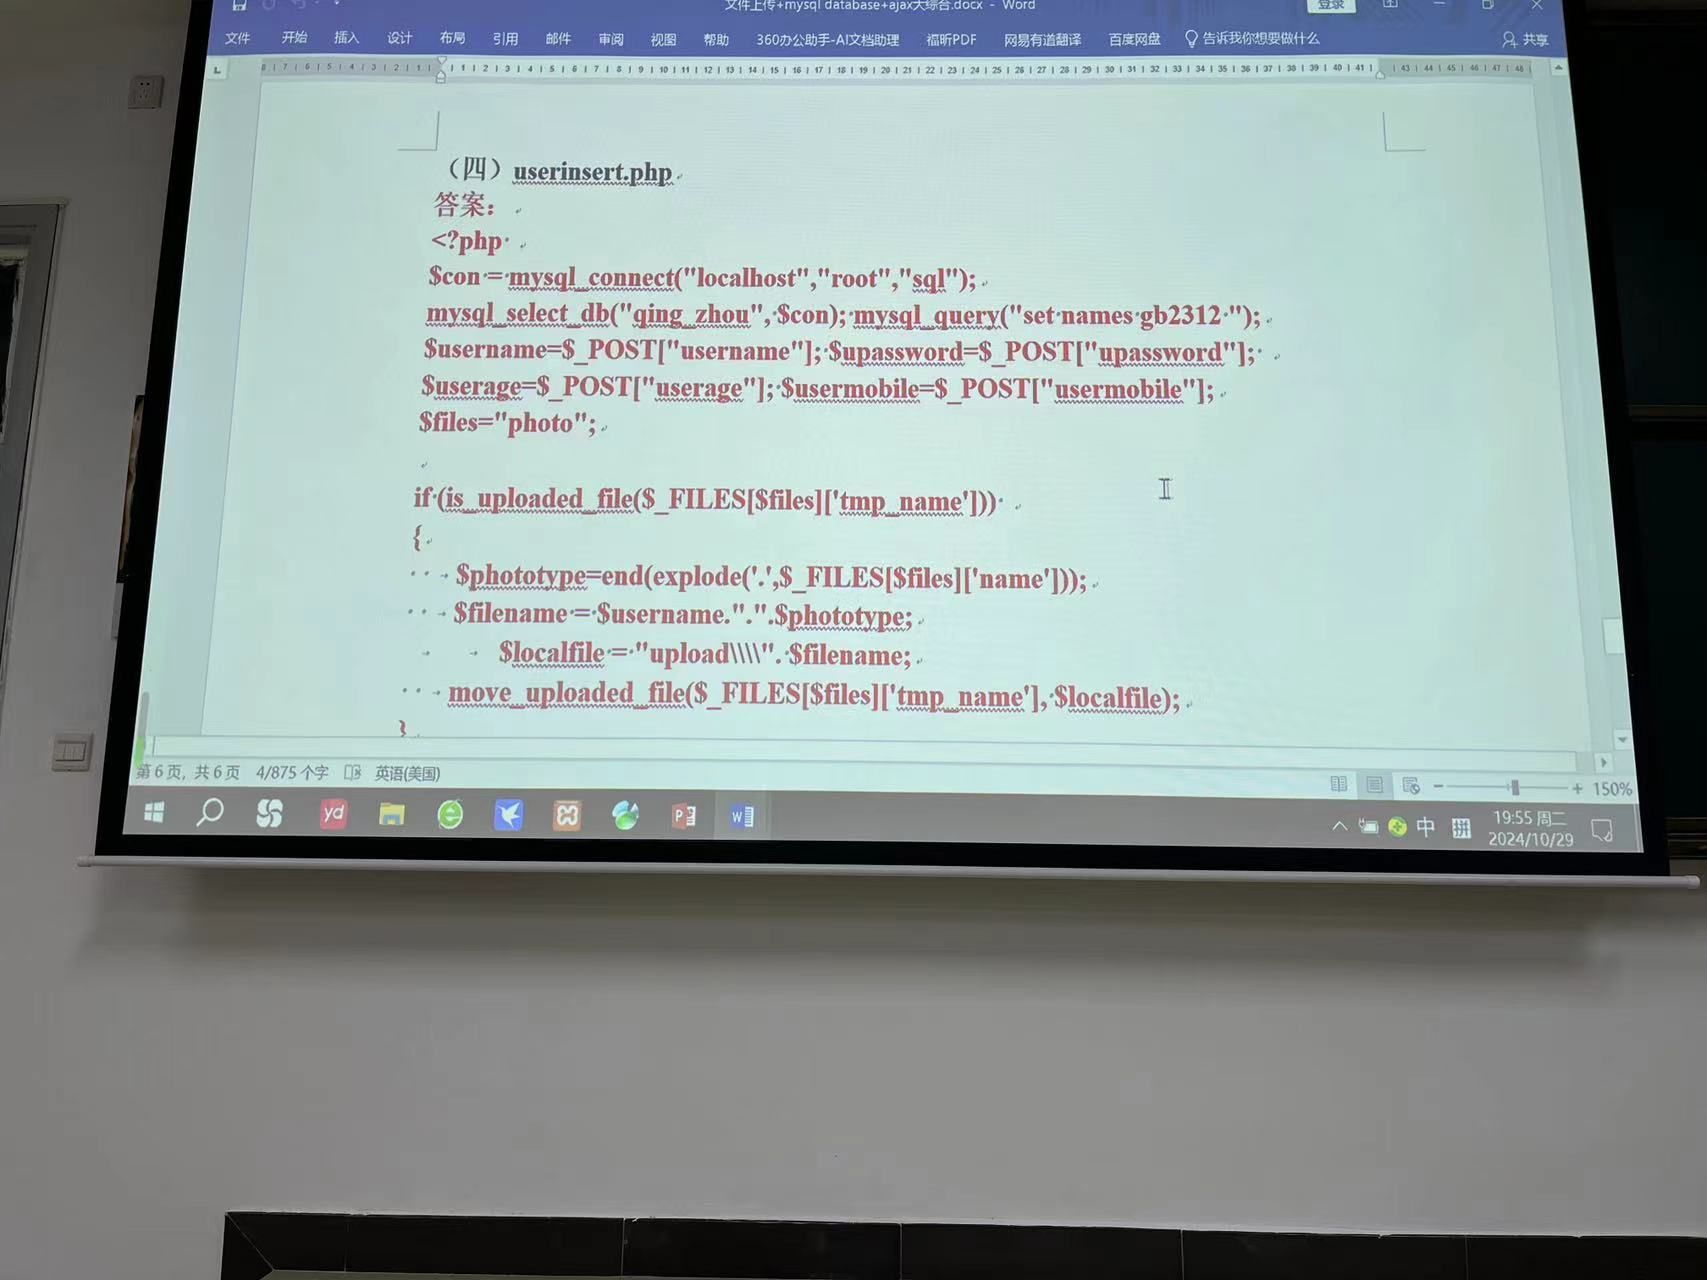 文件上传+mysql database+ajax大综合.docx - Word
登录
文件 开始 插入 设计 布局 引用 邮件 审阅 视图 帮助 360办公助手-AI文档助理 福昕PDF 网易有道翻译 百度网盘 告诉我你想要做什么 共享
（四）userinsert.php
答案：
<?php
$con = mysql_connect("localhost","root","sql");
mysql_select_db("qing_zhou", $con); mysql_query("set names gb2312 ");
$username=$_POST["username"]; $upassword=$_POST["upassword"];
$userage=$_POST["userage"]; $usermobile=$_POST["usermobile"];
$files="photo";
if (is_uploaded_file($_FILES[$files]['tmp_name']))
{
$phototype=end(explode('.',$_FILES[$files]['name']));
$filename = $username.".".$phototype;
$localfile = "upload\\\\". $filename;
move_uploaded_file($_FILES[$files]['tmp_name'], $localfile);
}
第 6 页, 共 6 页 4/875 个字 英语(美国) 150%
yd P W 中 拼 19:55 周二
2024/10/29